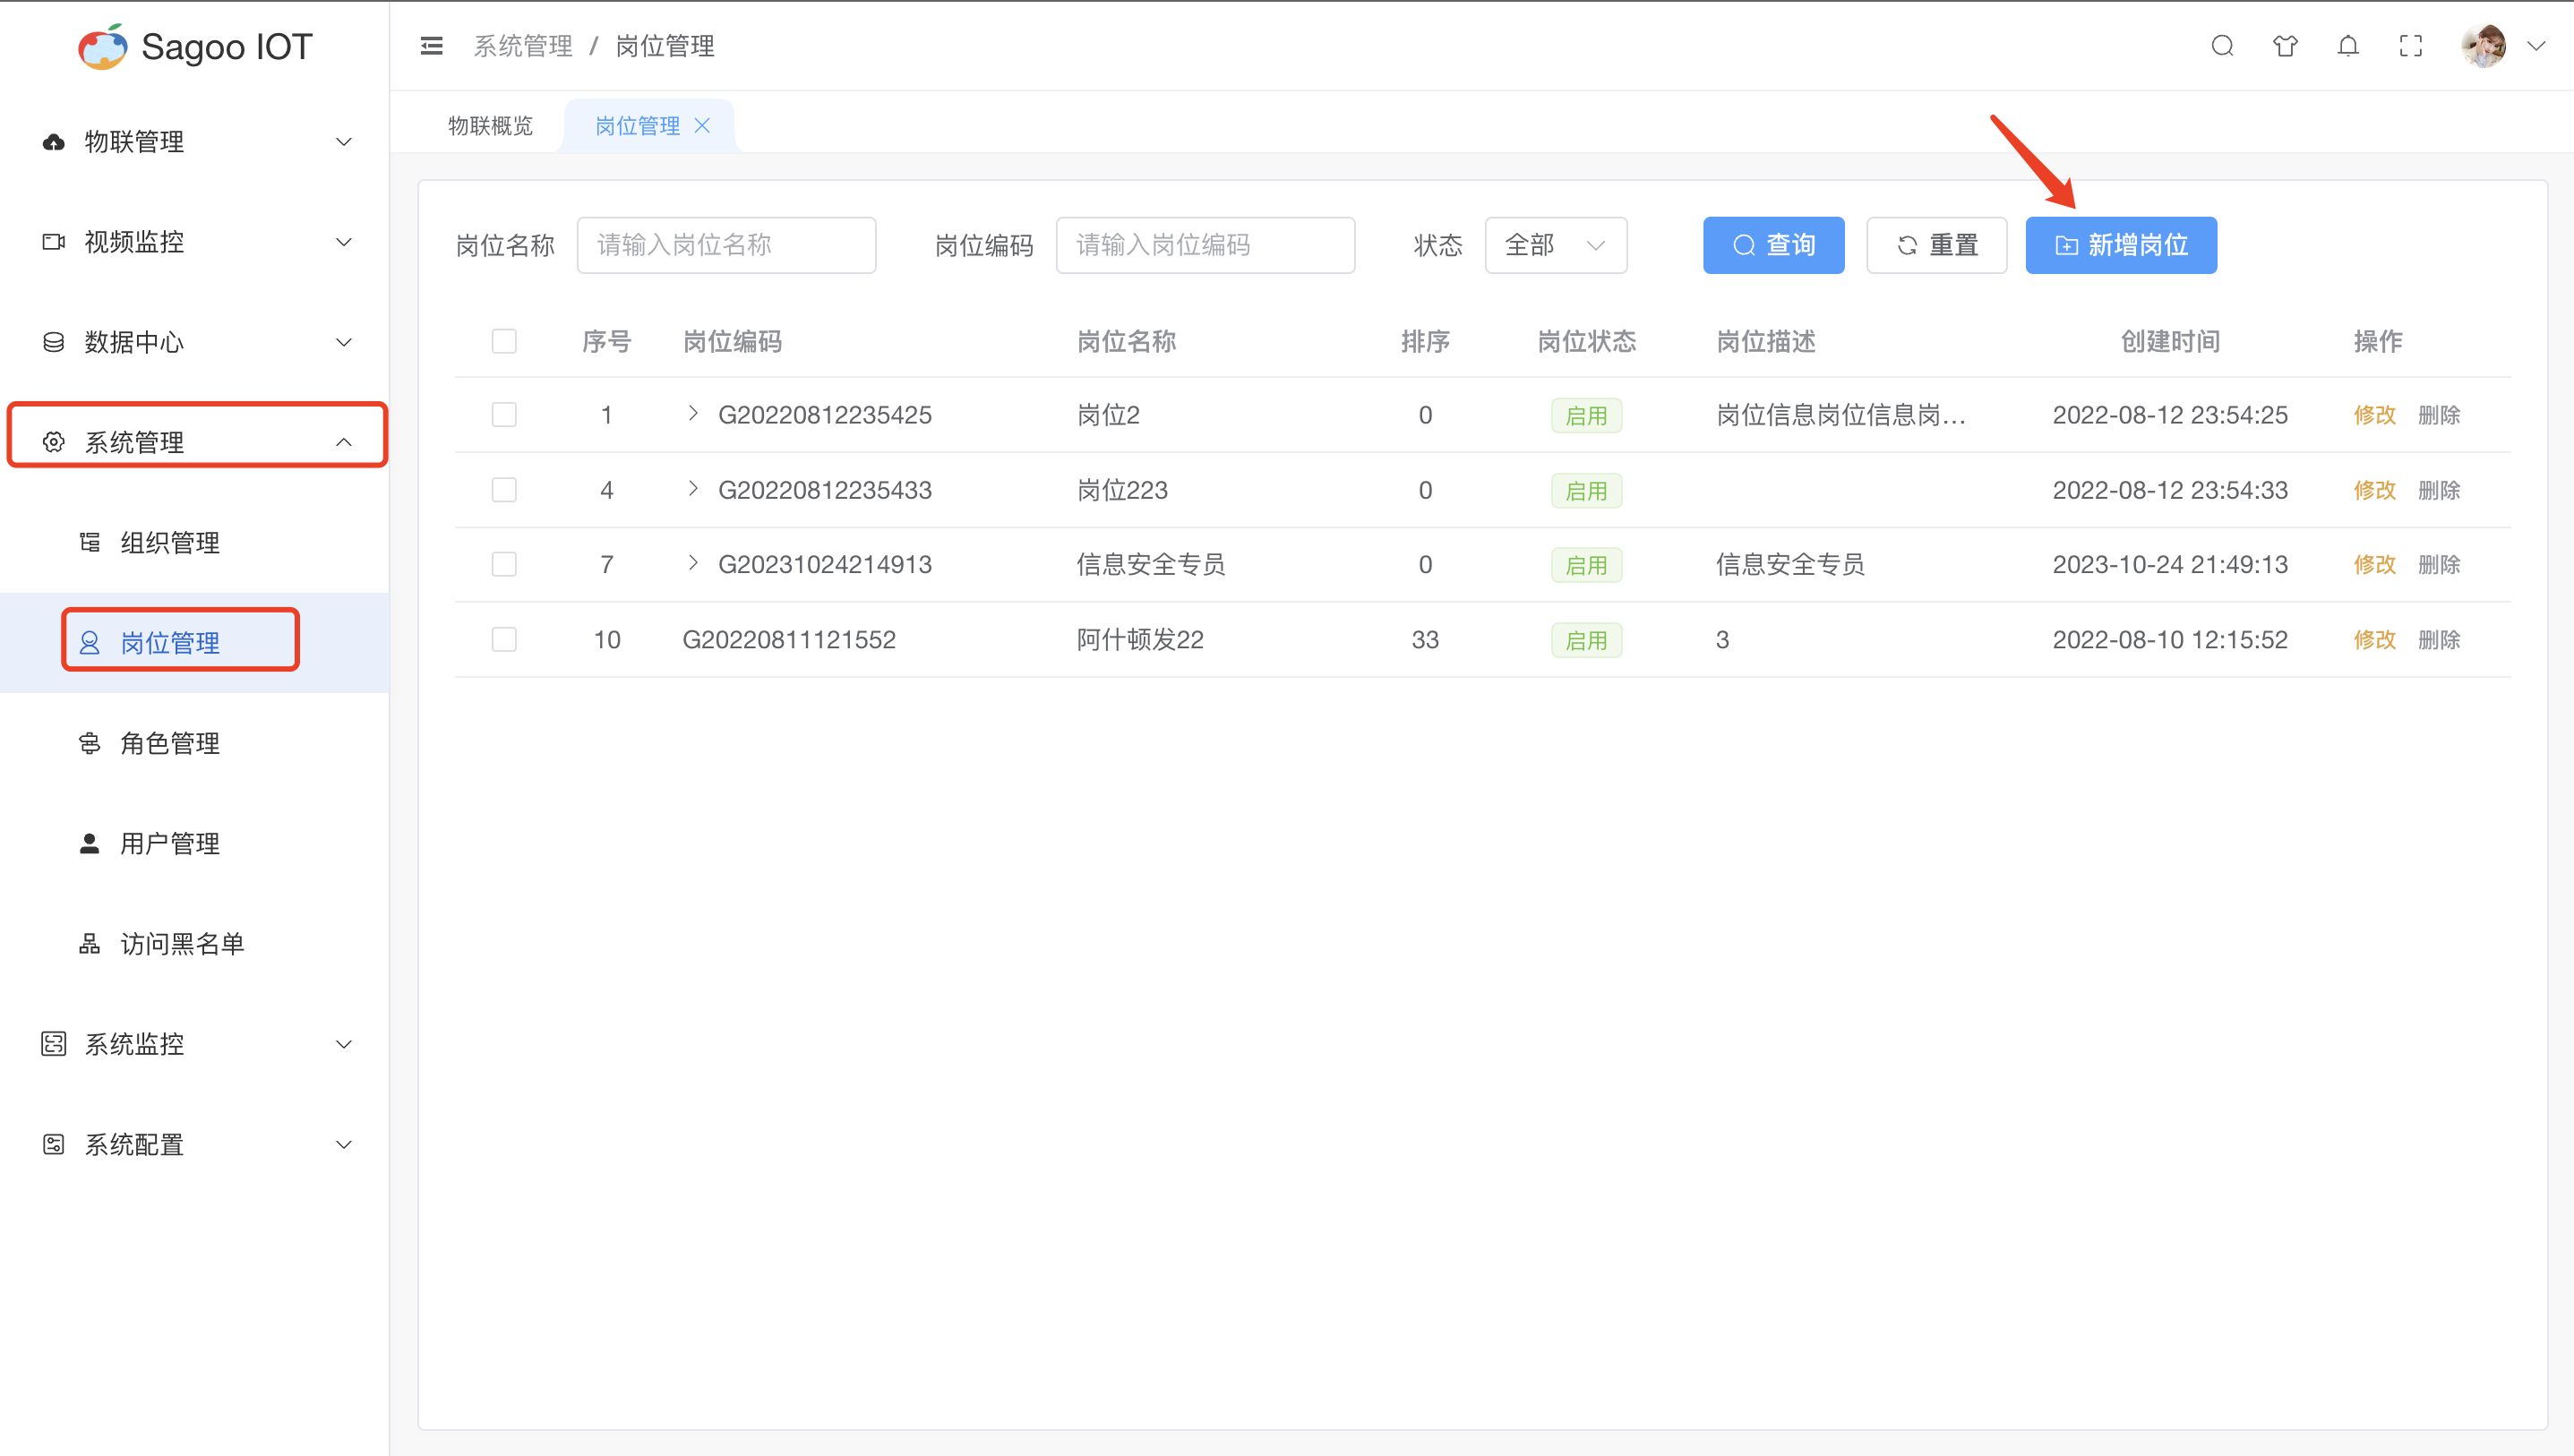 Sagoo IOT
系统管理 / 岗位管理
物联概览
岗位管理
物联管理
视频监控
数据中心
系统管理
组织管理
岗位管理
角色管理
用户管理
访问黑名单
系统监控
系统配置
岗位名称 请输入岗位名称 岗位编码 请输入岗位编码 状态 全部 查询 重置 新增岗位
序号 岗位编码 岗位名称 排序 岗位状态 岗位描述 创建时间 操作
1 G20220812235425 岗位2 0 启用 岗位信息岗位信息岗... 2022-08-12 23:54:25 修改 删除
4 G20220812235433 岗位223 0 启用 2022-08-12 23:54:33 修改 删除
7 G20231024214913 信息安全专员 0 启用 信息安全专员 2023-10-24 21:49:13 修改 删除
10 G20220811121552 阿什顿发22 33 启用 3 2022-08-10 12:15:52 修改 删除